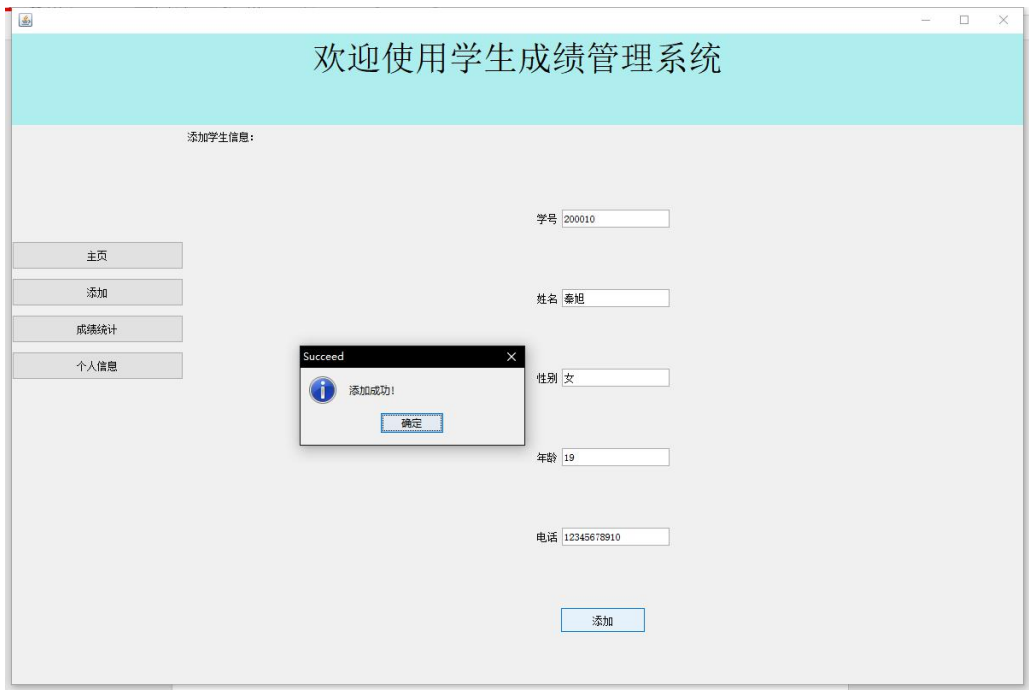 欢迎使用学生成绩管理系统
添加学生信息：
学号 200010
主页
添加
姓名 秦旭
成绩统计
Succeed
个人信息
性别 女
添加成功!
确定
年龄 19
电话 12345678910
添加